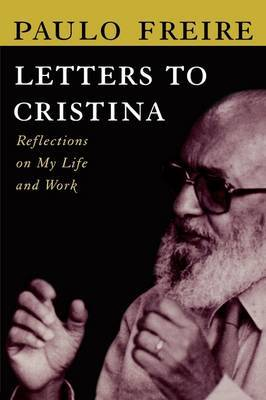 PAULO FREIRE
LETTERS TO
CRISTINA
Reflections
on My Life
and Work